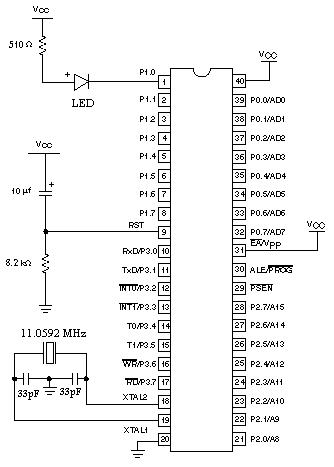 VCC
510 Ω
LED
P1.0 1
P1.1 2
P1.2 3
P1.3 4
P1.4 5
P1.5 6
P1.6 7
P1.7 8
RST 9
RxD/P3.0 10
TxD/P3.1 11
INT0/P3.2 12
INT1/P3.3 13
T0/P3.4 14
T1/P3.5 15
WR/P3.6 16
RD/P3.7 17
XTAL2 18
19
XTAL1 20
VCC
10 µf
8.2 kΩ
11.0592 MHz
33pF 33pF
VCC
40
39 P0.0/AD0
38 P0.1/AD1
37 P0.2/AD2
36 P0.3/AD3
35 P0.4/AD4
34 P0.5/AD5
33 P0.6/AD6
32 P0.7/AD7
VCC
31 EA/VPP
30 ALE/PROG
29 PSEN
28 P2.7/A15
27 P2.6/A14
26 P2.5/A13
25 P2.4/A12
24 P2.3/A11
23 P2.2/A10
22 P2.1/A9
21 P2.0/A8